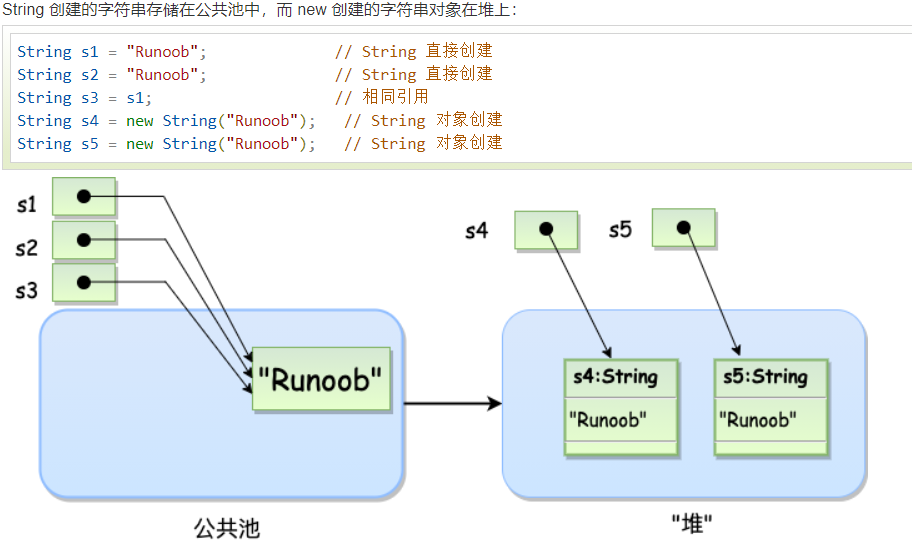 String 创建的字符串存储在公共池中，而 new 创建的字符串对象在堆上：
String s1 = "Runoob";              // String 直接创建
String s2 = "Runoob";              // String 直接创建
String s3 = s1;                    // 相同引用
String s4 = new String("Runoob");   // String 对象创建
String s5 = new String("Runoob");   // String 对象创建
s1
s2
s3
"Runoob"
公共池
s4
s5
s4:String
"Runoob"
s5:String
"Runoob"
"堆"